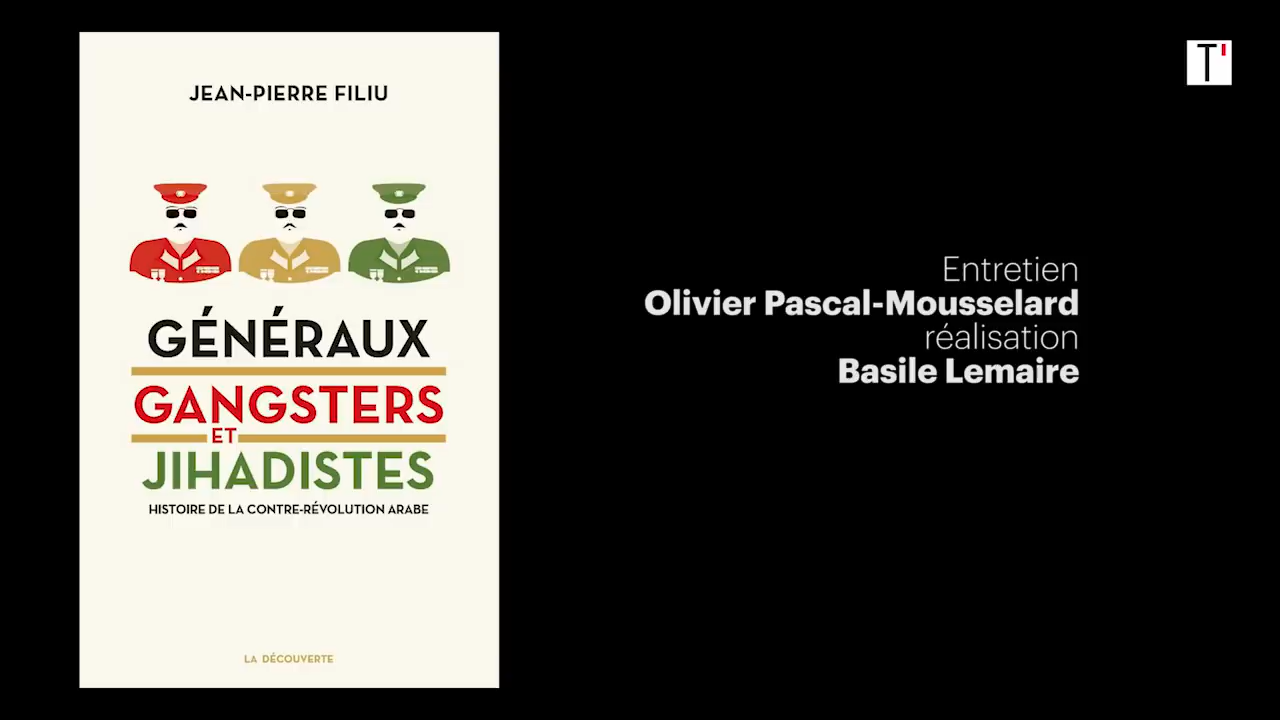 JEAN-PIERRE FILIU
GÉNÉRAUX
GANGSTERS
ET
JIHADISTES
HISTOIRE DE LA CONTRE-RÉVOLUTION ARABE
LA DÉCOUVERTE
T'
Entretien
Olivier Pascal-Mousselard
réalisation
Basile Lemaire